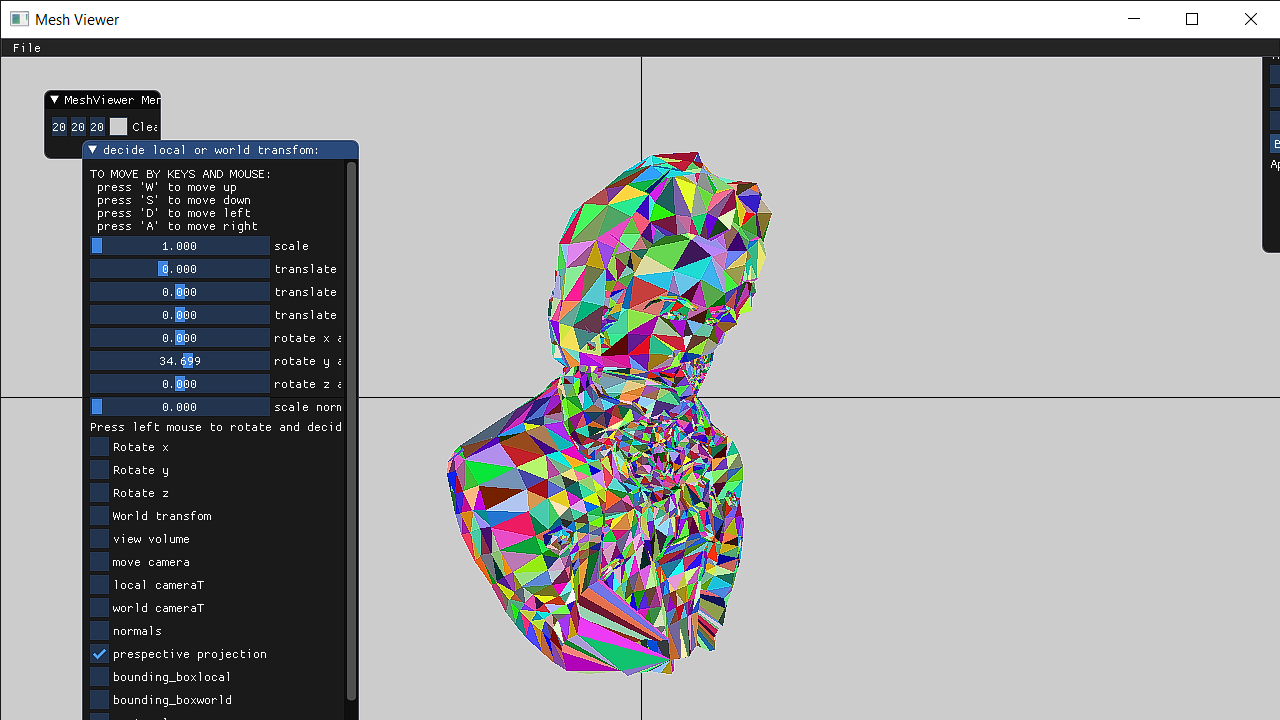 Mesh Viewer
File
MeshViewer Mer
20 20 20 Clea
decide local or world transfom:
TO MOVE BY KEYS AND MOUSE:
press 'W' to move up
press 'S' to move down
press 'D' to move left
press 'A' to move right
1.000 scale
0.000 translate
0.000 translate
0.000 translate
0.000 rotate x a
34.699 rotate y a
0.000 rotate z a
0.000 scale norm
Press left mouse to rotate and decid
Rotate x
Rotate y
Rotate z
World transfom
view volume
move camera
local cameraT
world cameraT
normals
prespective projection
bounding_boxlocal
bounding_boxworld